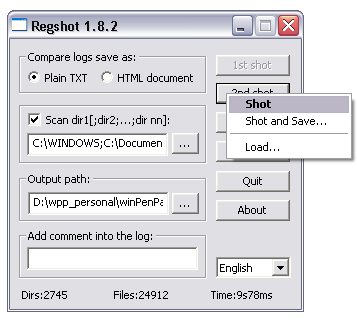 Regshot 1.8.2
Compare logs save as:
Plain TXT
HTML document
1st shot
2nd shot
Shot
Shot and Save...
Load...
Scan dir1[;dir2;...;dir nn]:
C:\WINDOWS;C:\Documen
...
Output path:
D:\wpp_personal\winPenPa
...
Quit
About
Add comment into the log:
English
Dirs:2745
Files:24912
Time:9s78ms